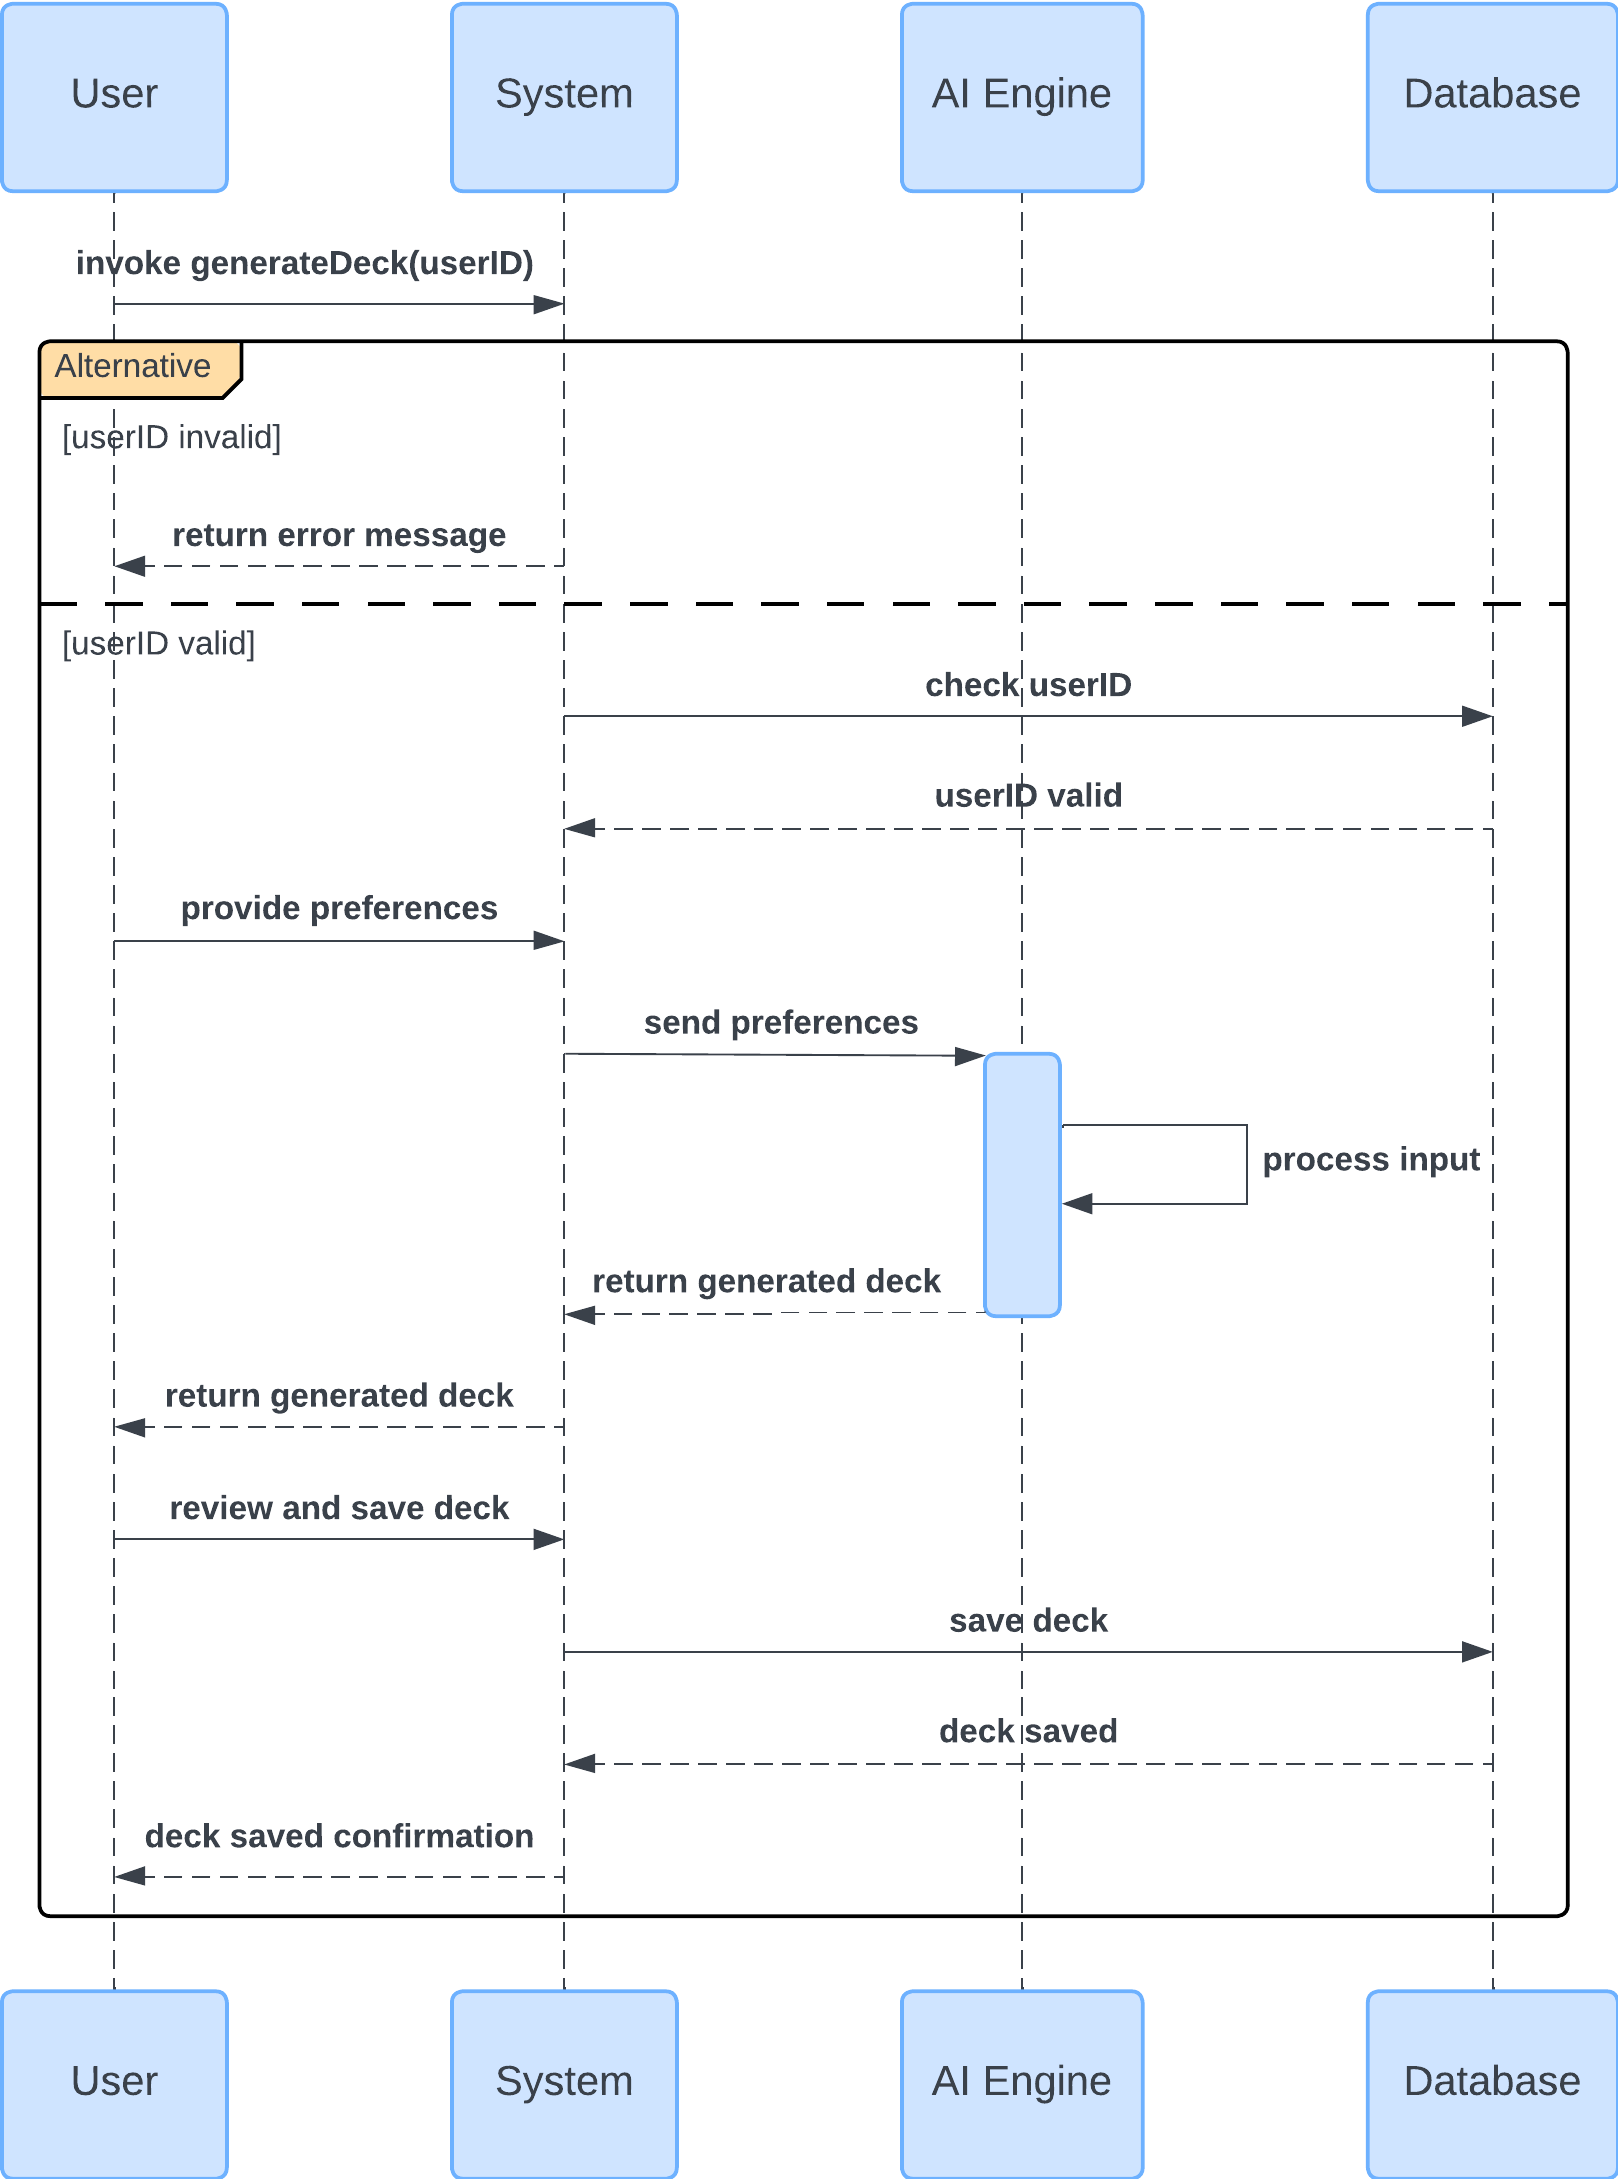 User
System
AI Engine
Database
invoke generateDeck(userID)
Alternative
[userID invalid]
return error message
[userID valid]
check userID
userID valid
provide preferences
send preferences
process input
return generated deck
return generated deck
review and save deck
save deck
deck saved
deck saved confirmation
User
System
AI Engine
Database